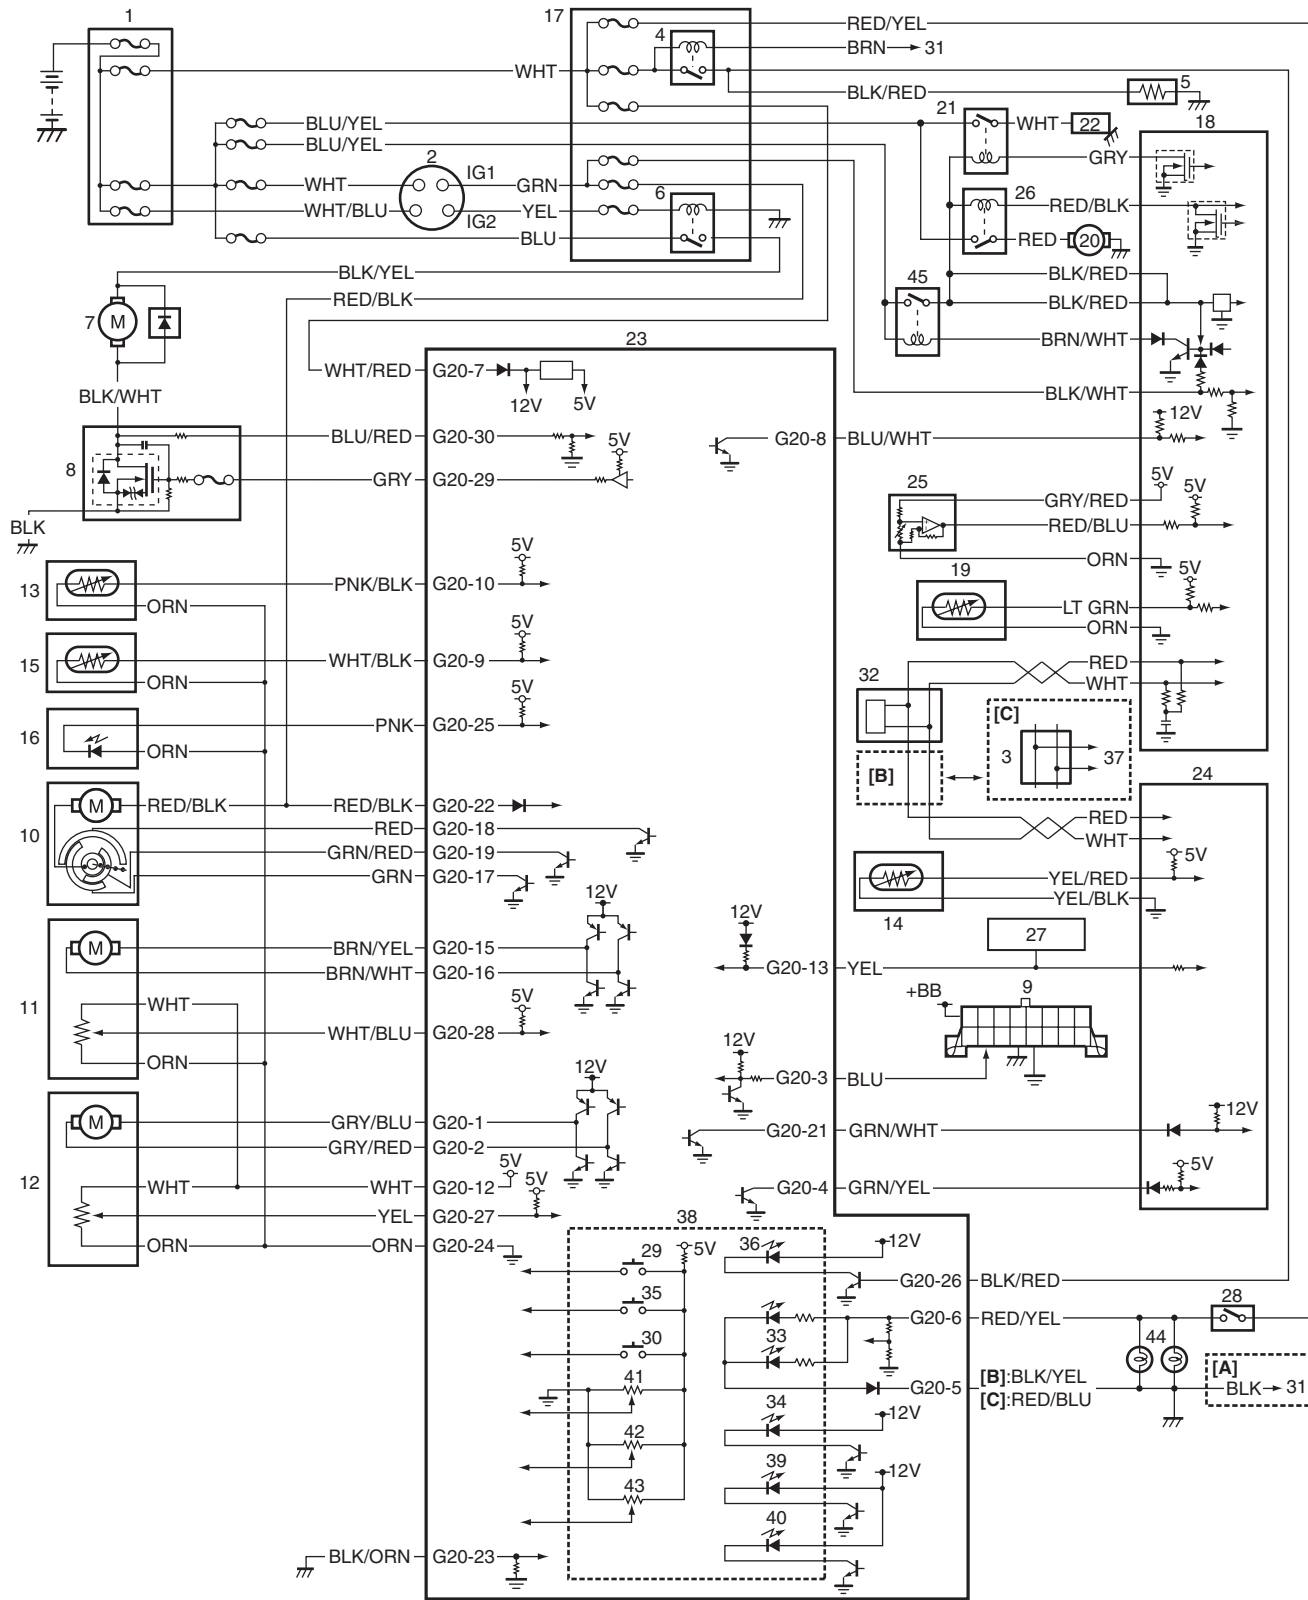 1
17
RED/YEL
4
BRN 31
WHT
BLK/RED
5
21
WHT 22
18
BLU/YEL
BLU/YEL
2
GRY
WHT
IG1
GRN
WHT/BLU
IG2
YEL
6
26
RED/BLK
BLU
RED 20
BLK/YEL
BLK/RED
RED/BLK
45
BLK/RED
7
M
23
BRN/WHT
WHT/RED
G20-7
12V
5V
BLK/WHT
BLK/WHT
12V
BLU/RED
G20-30
5V
G20-8
BLU/WHT
8
GRY
G20-29
5V
25
GRY/RED
5V
RED/BLU
BLK
ORN
13
PNK/BLK
G20-10
5V
19
5V
ORN
LT GRN
ORN
15
WHT/BLK
G20-9
5V
ORN
RED
32
WHT
5V
[C]
16
PNK
G20-25
ORN
3
37
[B]
24
M
RED/BLK
RED/BLK
G20-22
10
RED
G20-18
RED
GRN/RED
G20-19
WHT
GRN
G20-17
5V
YEL/RED
YEL/BLK
14
12V
12V
27
M
BRN/YEL
G20-15
BRN/WHT
G20-16
G20-13
YEL
11
WHT
5V
+BB
9
WHT/BLU
G20-28
12V
ORN
12V
G20-3
BLU
M
GRY/BLU
G20-1
12V
GRY/RED
G20-2
G20-21
GRN/WHT
12
WHT
WHT
G20-12
5V
5V
5V
YEL
G20-27
G20-4
GRN/YEL
ORN
ORN
G20-24
38
29
5V
36
12V
G20-26
BLK/RED
35
28
G20-6
RED/YEL
30
33
44
[A]
41
G20-5
[B]:BLK/YEL
[C]:RED/BLU
BLK 31
34
12V
42
39
12V
43
40
BLK/ORN
G20-23